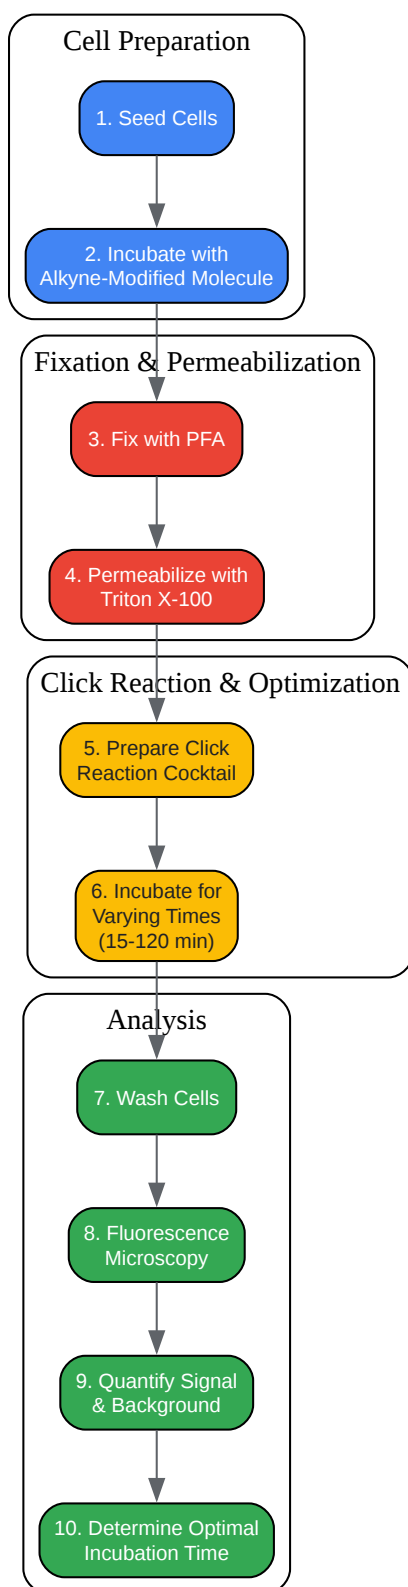 Cell Preparation
1. Seed Cells
2. Incubate with
Alkyne-Modified Molecule
Fixation & Permeabilization
3. Fix with PFA
4. Permeabilize with
Triton X-100
Click Reaction & Optimization
5. Prepare Click
Reaction Cocktail
6. Incubate for
Varying Times
(15-120 min)
Analysis
7. Wash Cells
8. Fluorescence
Microscopy
9. Quantify Signal
& Background
10. Determine Optimal
Incubation Time